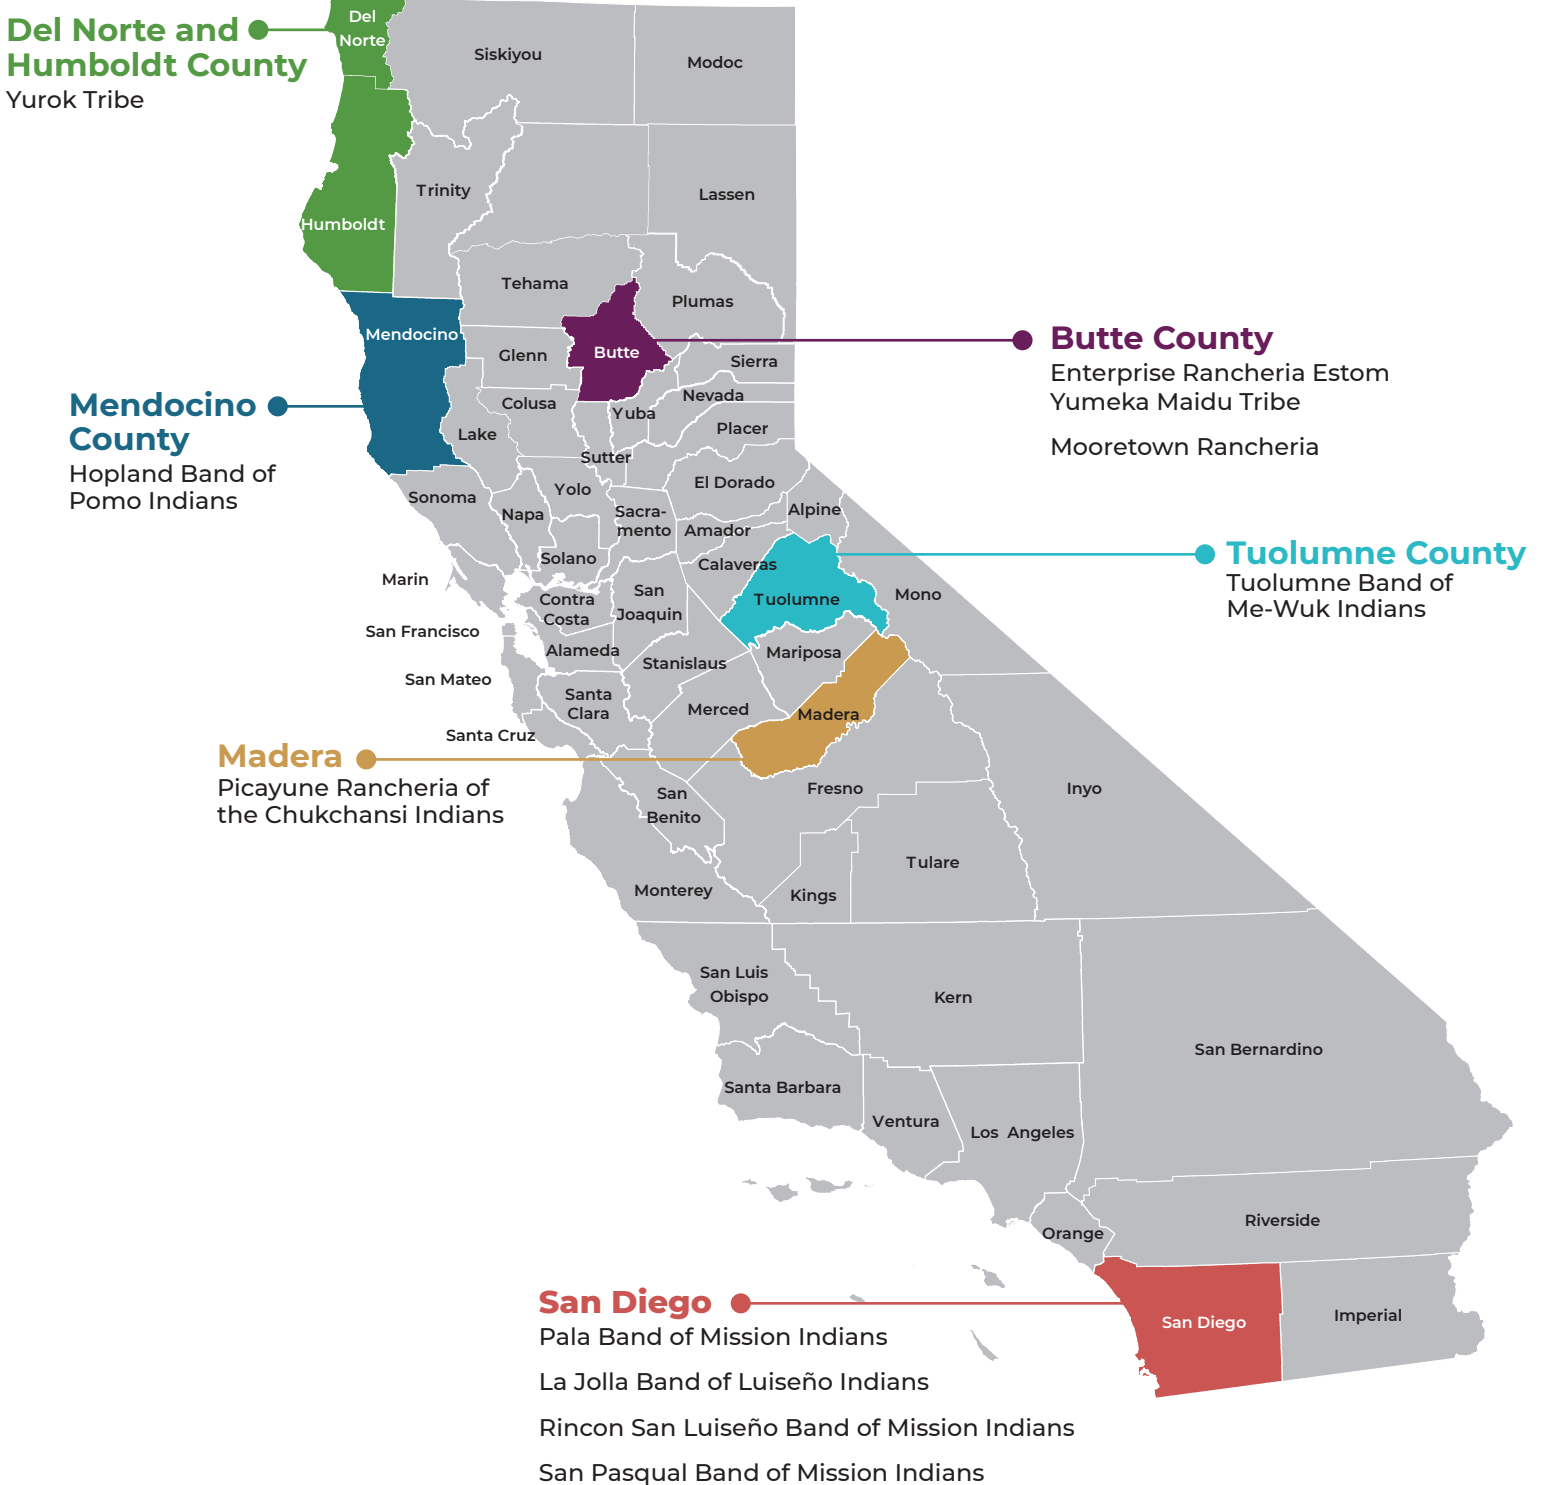 Del Norte and
Humboldt County
Yurok Tribe
Del
Norte
Siskiyou
Modoc
Trinity
Lassen
Humboldt
Tehama
Plumas
Mendocino
Glenn
Butte
Sierra
Butte County
Enterprise Rancheria Estom
Yumeka Maidu Tribe
Mooretown Rancheria
Mendocino
County
Hopland Band of
Pomo Indians
Colusa
Yuba
Nevada
Placer
Lake
Sutter
El Dorado
Sonoma
Napa
Yolo
Sacra-
mento
Alpine
Amador
Solano
Calaveras
Tuolumne County
Tuolumne Band of
Me-Wuk Indians
Marin
Contra
Costa
San
Joaquin
Tuolumne
Mono
San Francisco
Alameda
Stanislaus
Mariposa
San Mateo
Santa
Clara
Merced
Madera
Santa Cruz
Madera
Picayune Rancheria of
the Chukchansi Indians
San
Benito
Fresno
Inyo
Monterey
Kings
Tulare
San Luis
Obispo
Kern
San Bernardino
Santa Barbara
Ventura
Los Angeles
Orange
Riverside
San Diego
Imperial
San Diego
Pala Band of Mission Indians
La Jolla Band of Luiseño Indians
Rincon San Luiseño Band of Mission Indians
San Pasqual Band of Mission Indians